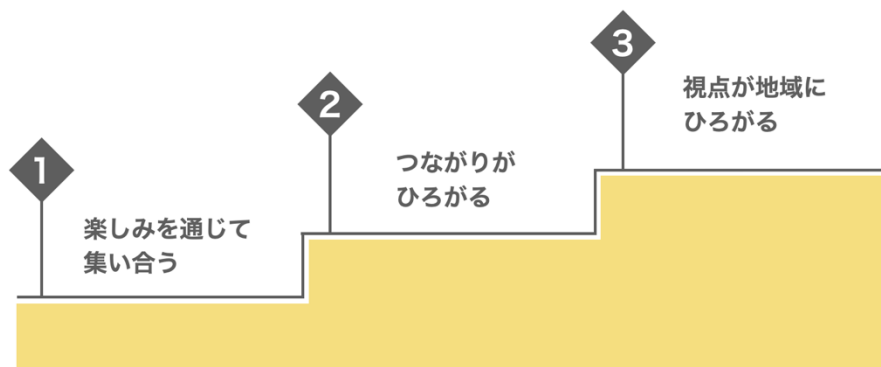 1
楽しみを通じて
集い合う
2
つながりが
ひろがる
3
視点が地域に
ひろがる